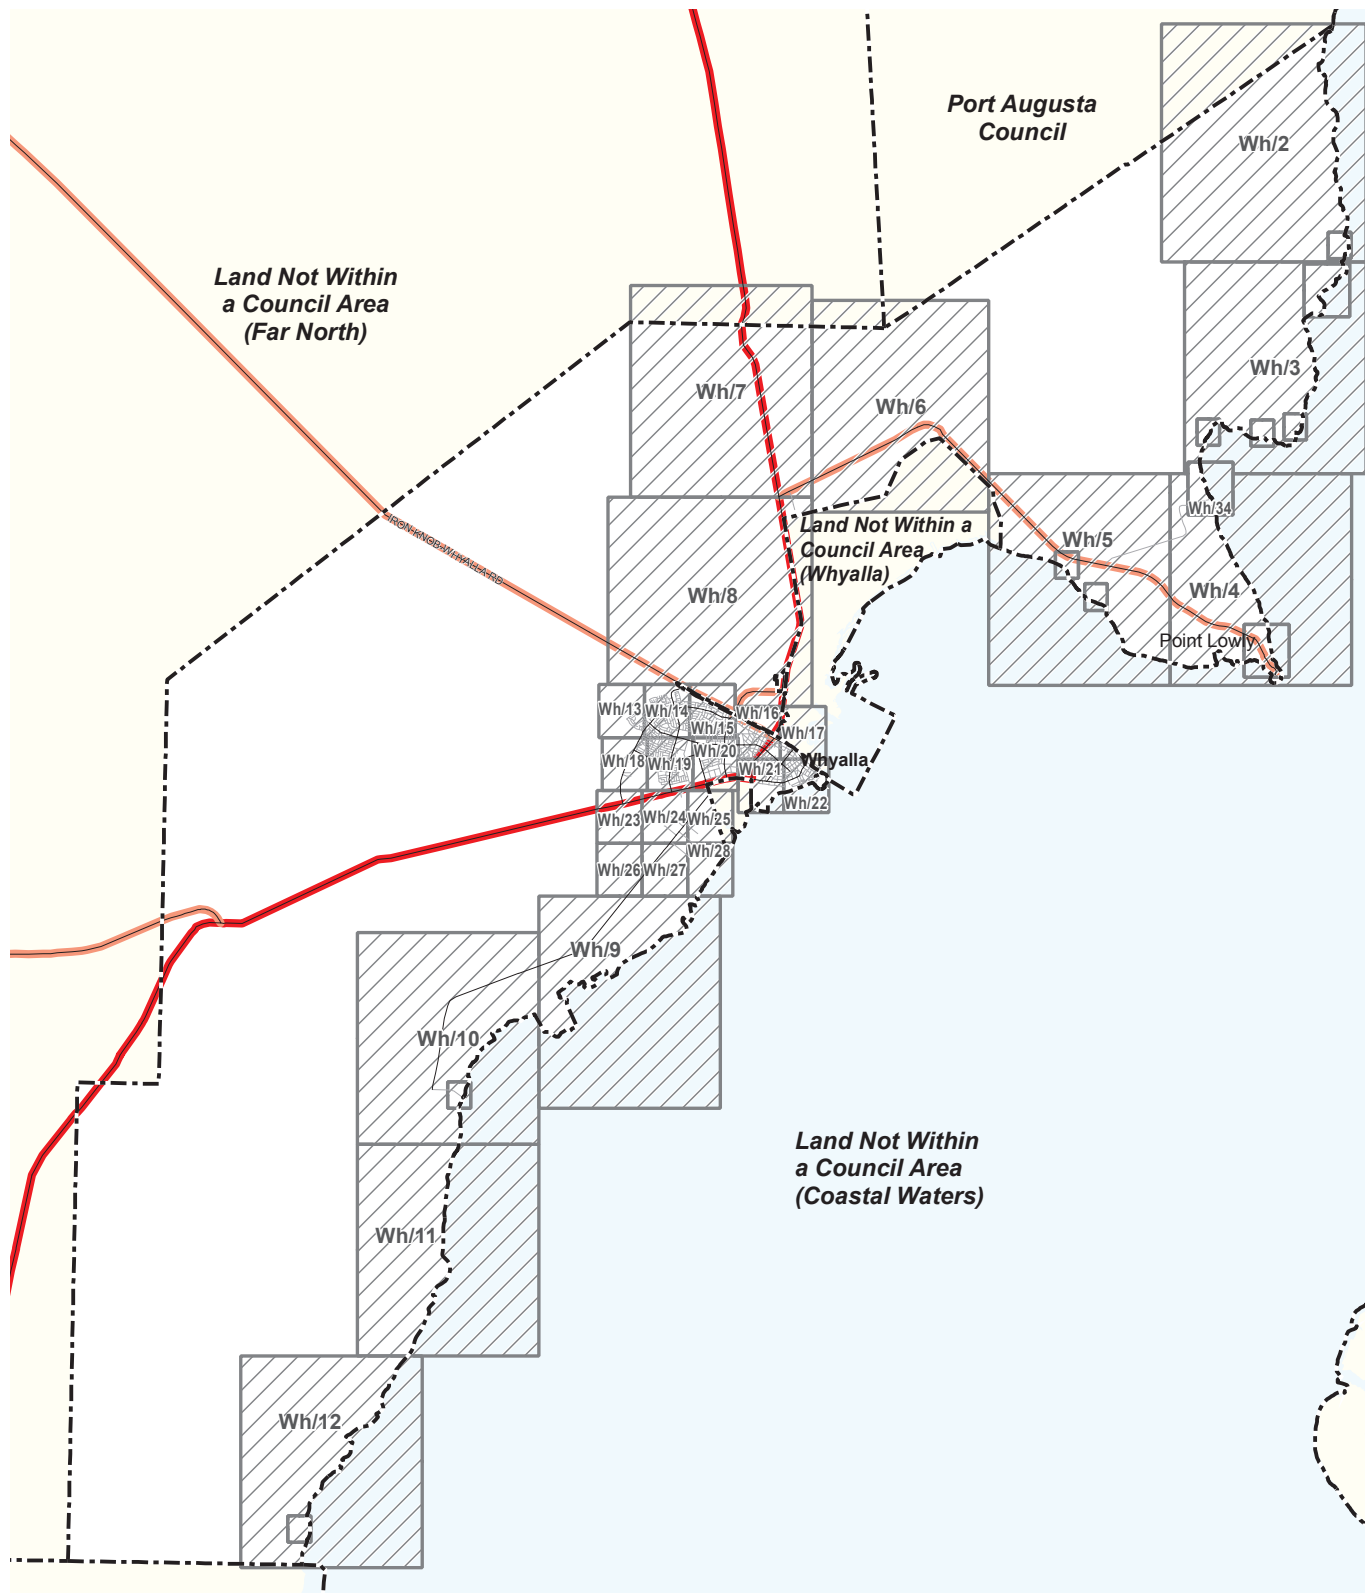 Port Augusta
Council
Wh/2
Land Not Within
a Council Area
(Far North)
Wh/3
Wh/7
Wh/6
Wh/34
IRON-KNOB-WHYALLA-RD
Land Not Within a
Council Area
(Whyalla)
Wh/5
Wh/8
Wh/4
Point Lowly
Wh/13
Wh/14
Wh/15
Wh/16
Wh/17
Wh/18
Wh/19
Wh/20
Wh/21
Whyalla
Wh/22
Wh/23
Wh/24
Wh/25
Wh/26
Wh/27
Wh/28
Wh/9
Wh/10
Land Not Within
a Council Area
(Coastal Waters)
Wh/11
Wh/12